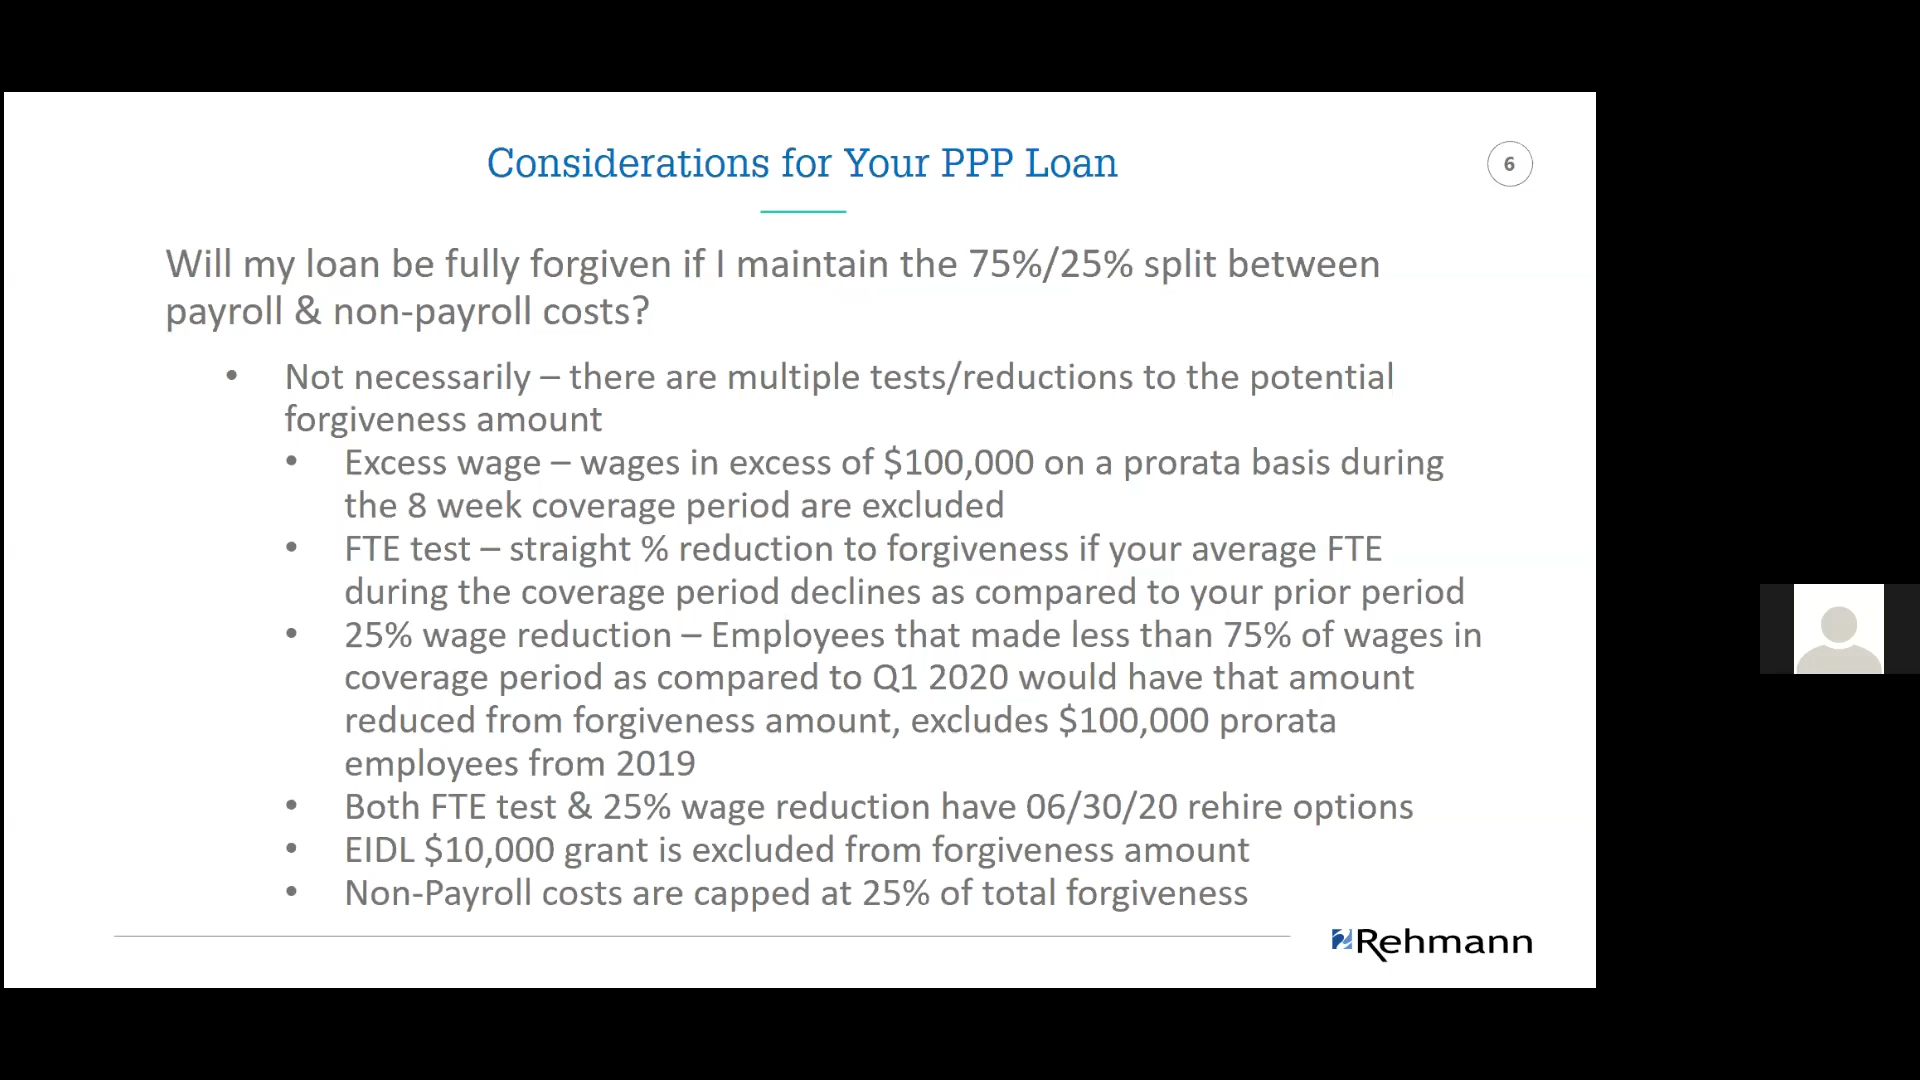 Considerations for Your PPP Loan
6
Will my loan be fully forgiven if I maintain the 75%/25% split between
payroll & non-payroll costs?
• Not necessarily – there are multiple tests/reductions to the potential
forgiveness amount
• Excess wage – wages in excess of $100,000 on a prorata basis during
the 8 week coverage period are excluded
• FTE test – straight % reduction to forgiveness if your average FTE
during the coverage period declines as compared to your prior period
• 25% wage reduction – Employees that made less than 75% of wages in
coverage period as compared to Q1 2020 would have that amount
reduced from forgiveness amount, excludes $100,000 prorata
employees from 2019
• Both FTE test & 25% wage reduction have 06/30/20 rehire options
• EIDL $10,000 grant is excluded from forgiveness amount
• Non-Payroll costs are capped at 25% of total forgiveness
Rehmann